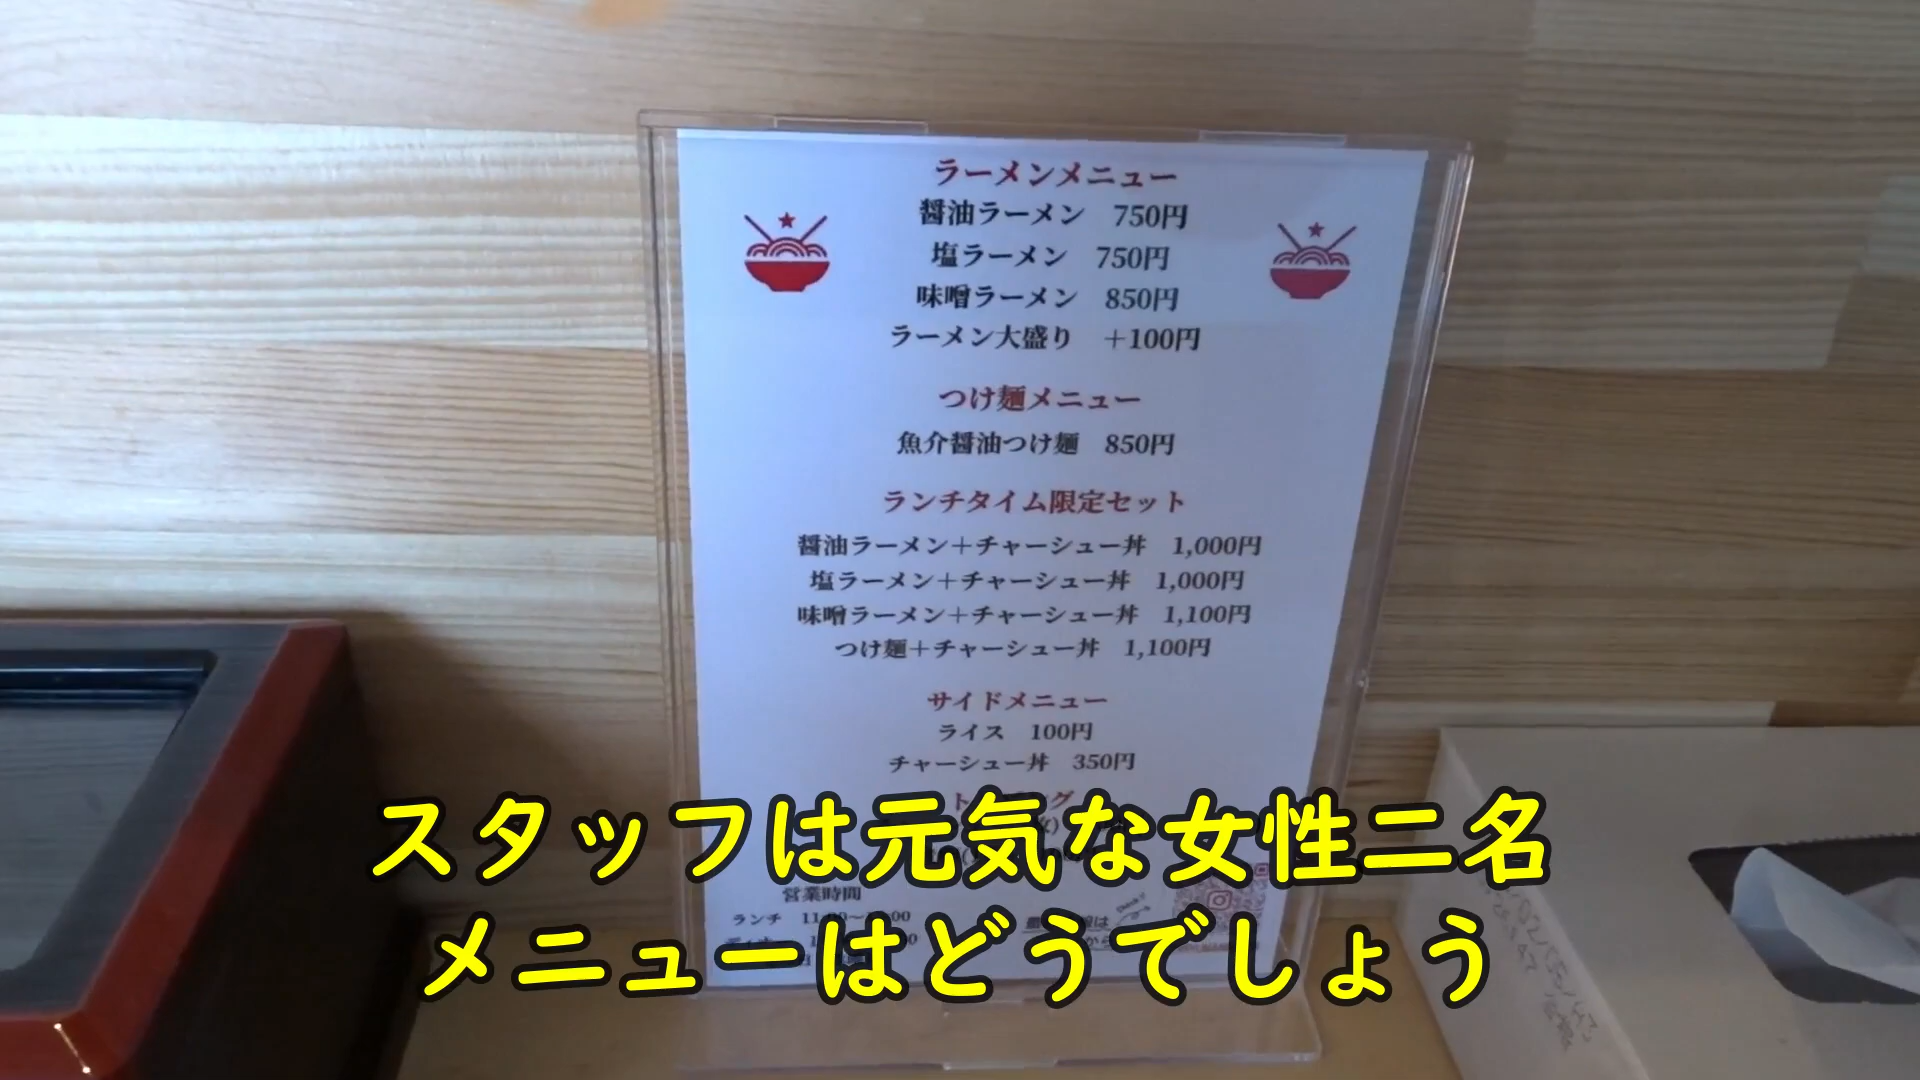 ラーメンメニュー
醤油ラーメン 750円
塩ラーメン 750円
味噌ラーメン 850円
ラーメン大盛り +100円
つけ麺メニュー
魚介醤油つけ麺 850円
ランチタイム限定セット
醤油ラーメン+チャーシュー丼 1,000円
塩ラーメン+チャーシュー丼 1,000円
味噌ラーメン+チャーシュー丼 1,100円
つけ麺+チャーシュー丼 1,100円
サイドメニュー
ライス 100円
チャーシュー丼 350円
営業時間
ランチ
スタッフは元気な女性二名
メニューはどうでしょう